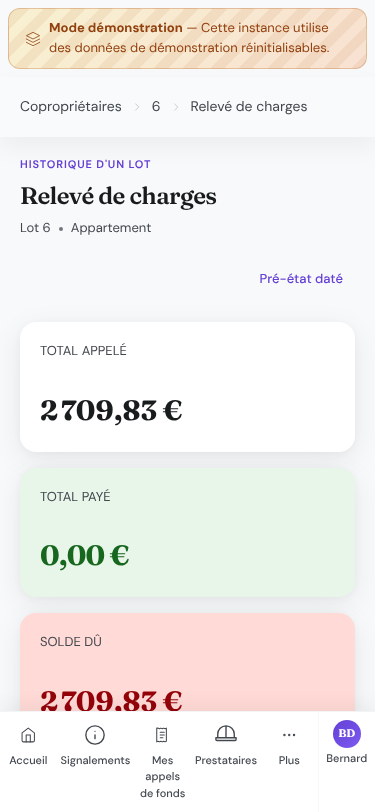 Mode démonstration — Cette instance utilise
des données de démonstration réinitialisables.
Copropriétaires 6 Relevé de charges
HISTORIQUE D'UN LOT
Relevé de charges
Lot 6 • Appartement
Pré-état daté
TOTAL APPELÉ
2 709,83 €
TOTAL PAYÉ
0,00 €
SOLDE DÛ
2 709,83 €
BD
Accueil Signalements Mes Prestataires Plus Bernard
appels
de fonds